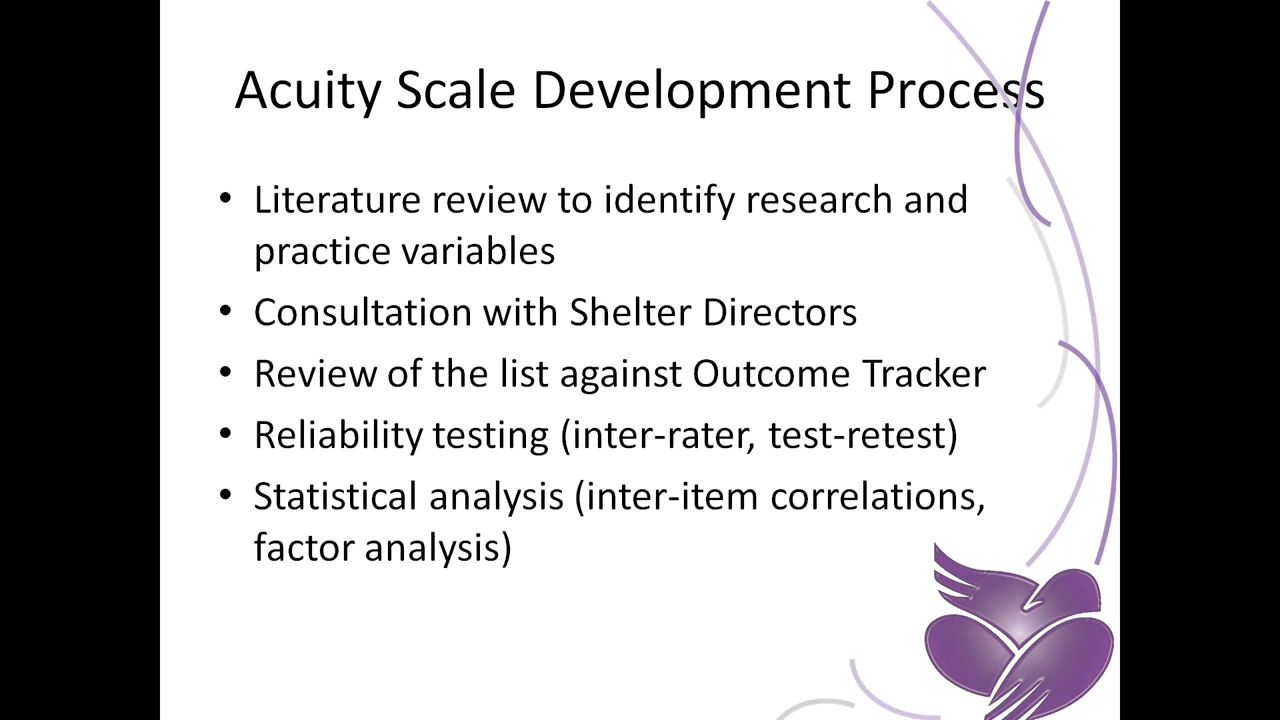 Acuity Scale Development Process
• Literature review to identify research and
practice variables
• Consultation with Shelter Directors
• Review of the list against Outcome Tracker
• Reliability testing (inter-rater, test-retest)
• Statistical analysis (inter-item correlations,
factor analysis)